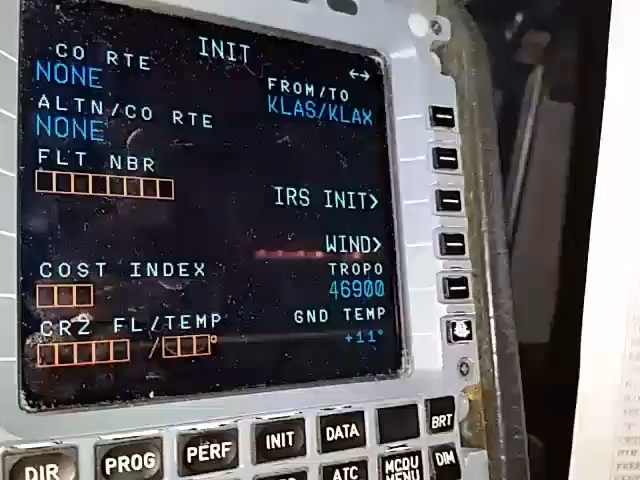 INIT
↔
CO RTE
NONE
FROM/TO
KLAS/KLAX
ALTN/CO RTE
NONE
FLT NBR
IRS INIT>
WIND>
COST INDEX
TROPO
46900
CRZ FL/TEMP
GND TEMP
/ °
+11°
DIR
PROG
PERF
INIT
DATA
BRT
ATC
MCDU MENU
DIM